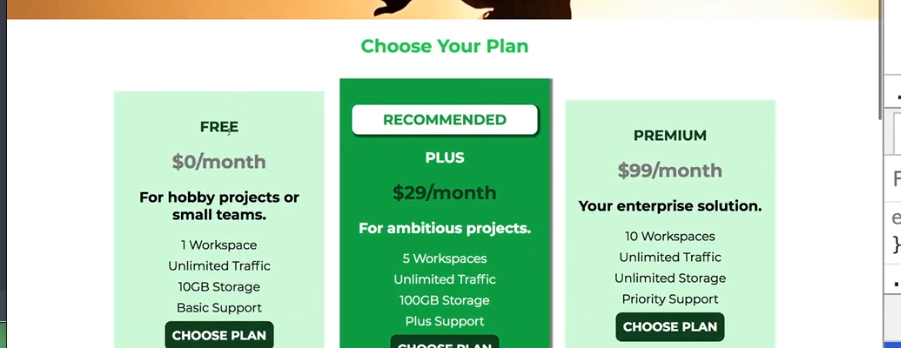 Choose Your Plan
FREE
$0/month
For hobby projects or
small teams.
1 Workspace
Unlimited Traffic
10GB Storage
Basic Support
CHOOSE PLAN
RECOMMENDED
PLUS
$29/month
For ambitious projects.
5 Workspaces
Unlimited Traffic
100GB Storage
Plus Support
CHOOSE PLAN
PREMIUM
$99/month
Your enterprise solution.
10 Workspaces
Unlimited Traffic
Unlimited Storage
Priority Support
CHOOSE PLAN